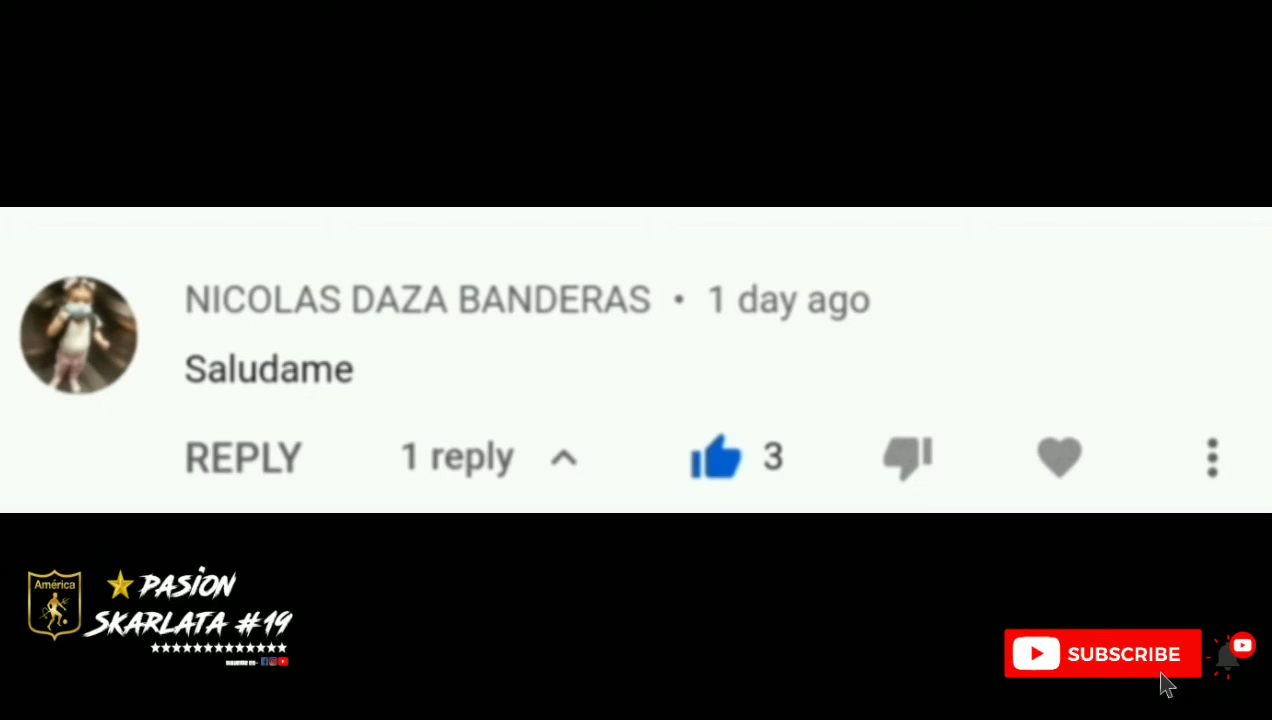 NICOLAS DAZA BANDERAS • 1 day ago
Saludame
REPLY 1 reply 3
América
PASION
SKARLATA #19
SUBSCRIBE